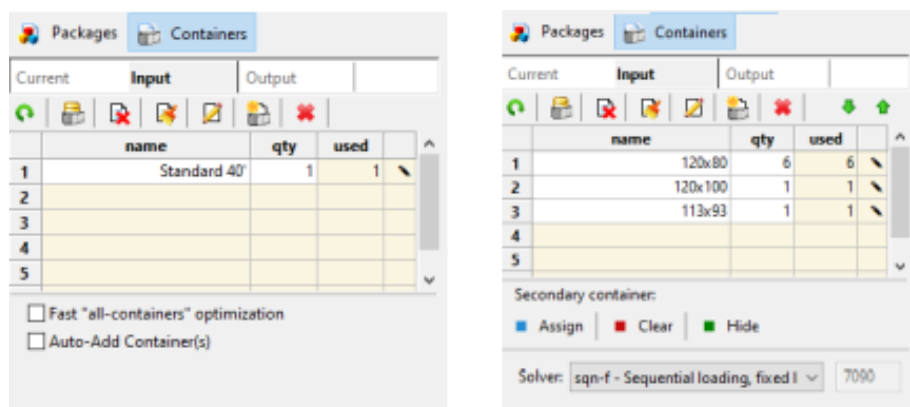 Packages Containers
Current Input Output
name qty used
1 Standard 40' 1 1
2
3
4
5
Fast "all-containers" optimization
Auto-Add Container(s)
Packages Containers
Current Input Output
name qty used
1 120x80 6 6
2 120x100 1 1
3 113x93 1 1
4
5
Secondary container:
Assign Clear Hide
Solver: sqn-f - Sequential loading, fixed l 7090